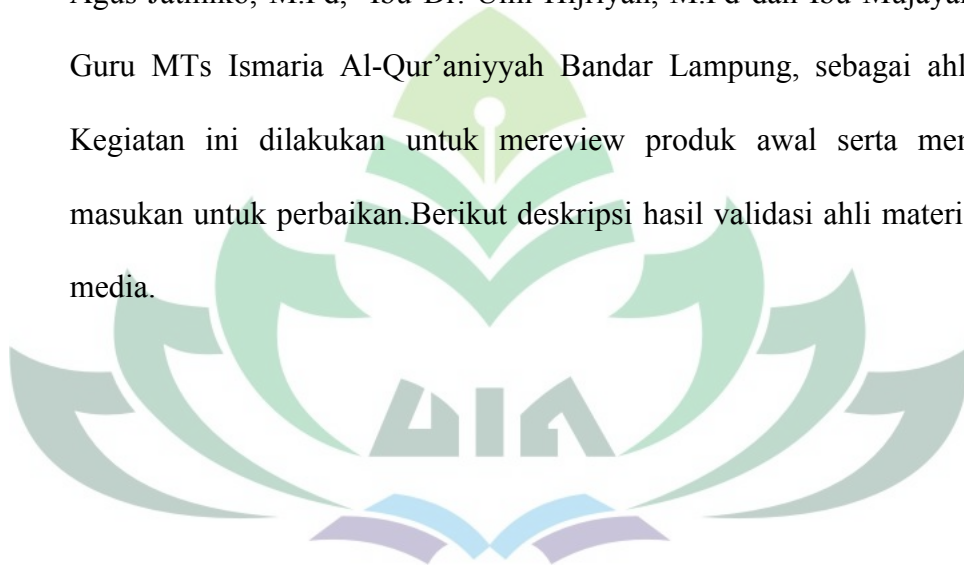 Guru MTs Ismaria Al-Qur’aniyyah Bandar Lampung, sebagai ahl
Kegiatan ini dilakukan untuk mereview produk awal serta mer
masukan untuk perbaikan.Berikut deskripsi hasil validasi ahli materi
media.
UIN